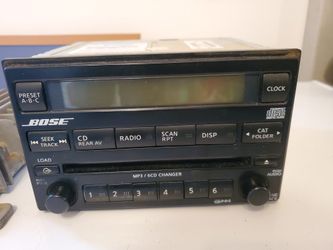 PRESET
A·B·C
CLOCK
BOSE
SEEK
TRACK
CD
REAR AV
RADIO
SCAN
RPT
DISP
CAT
FOLDER
LOAD
MP3 / 6CD CHANGER
AUDIO
1 2 3 4 5 6